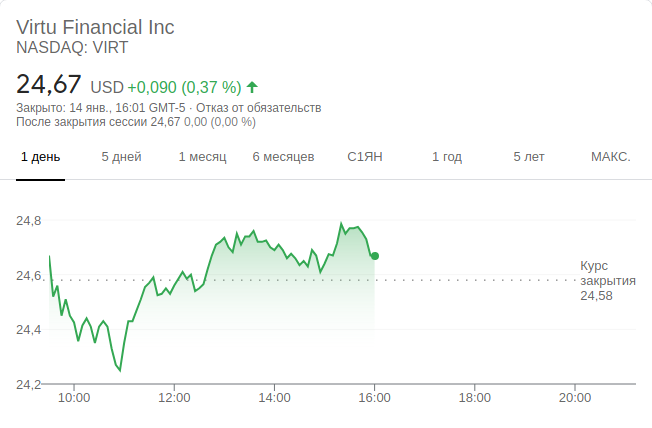 Virtu Financial Inc
NASDAQ: VIRT
24,67 USD +0,090 (0,37 %)
Закрыто: 14 янв., 16:01 GMT-5 · Отказ от обязательств
После закрытия сессии 24,67 0,00 (0,00 %)
1 день 5 дней 1 месяц 6 месяцев С1ЯН 1 год 5 лет МАКС.
24,8
24,6
24,4
24,2
Курс
закрытия
24,58
10:00 12:00 14:00 16:00 18:00 20:00